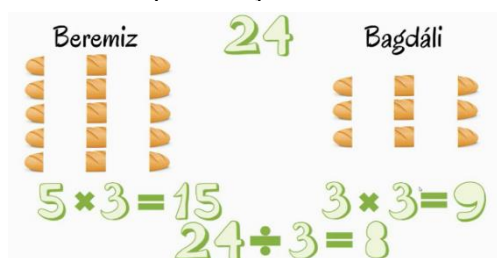 Beremiz 24 Bagdáli
5 × 3 = 15 3 × 3 = 9
24 ÷ 3 = 8